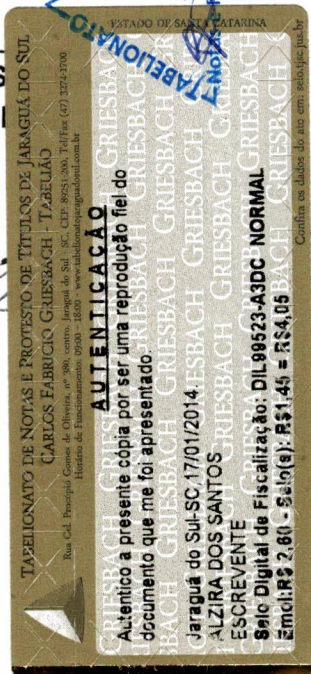 ESTADO DE SANTA CATARINA
TABELIONATO DE NOTAS E PROTESTO DE TÍTULOS DE JARAGUÁ DO SUL
CARLOS FABRICIO GRIESBACH - TABELIÃO
Rua Cel. Procópio Gomes de Oliveira, nº 380, centro, Jaraguá do Sul - SC, CEP: 89251-200, Tel/Fax (47) 3274-1700
Horário de Funcionamento: 09:00 - 18:00 - www.tabelionatojaraguadosul.com.br
AUTENTICAÇÃO
Autentico a presente cópia por ser uma reprodução fiel do
documento que me foi apresentado.
Jaraguá do Sul-SC,17/01/2014.
ALZIRA DOS SANTOS
ESCREVENTE
Selo Digital de Fiscalização: DIL99523-A3DC NORMAL
Emol:R$ 2,60 - Selo(s): R$1,45 = R$4,05
Confira os dados do ato em: selo.tjsc.jus.br
TABELIONATO
GRIESBACH